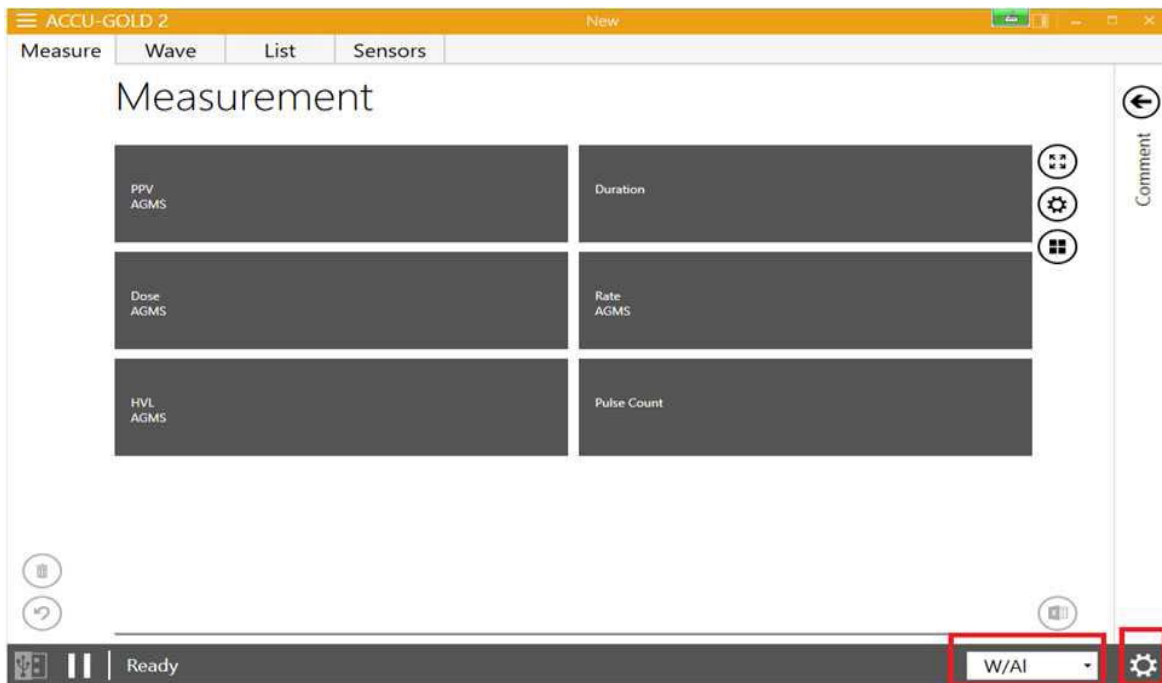 ACCU-GOLD 2
New
Measure
Wave
List
Sensors
Measurement
Comment
PPV
AGMS
Duration
Dose
AGMS
Rate
AGMS
HVL
AGMS
Pulse Count
Ready
W/Al